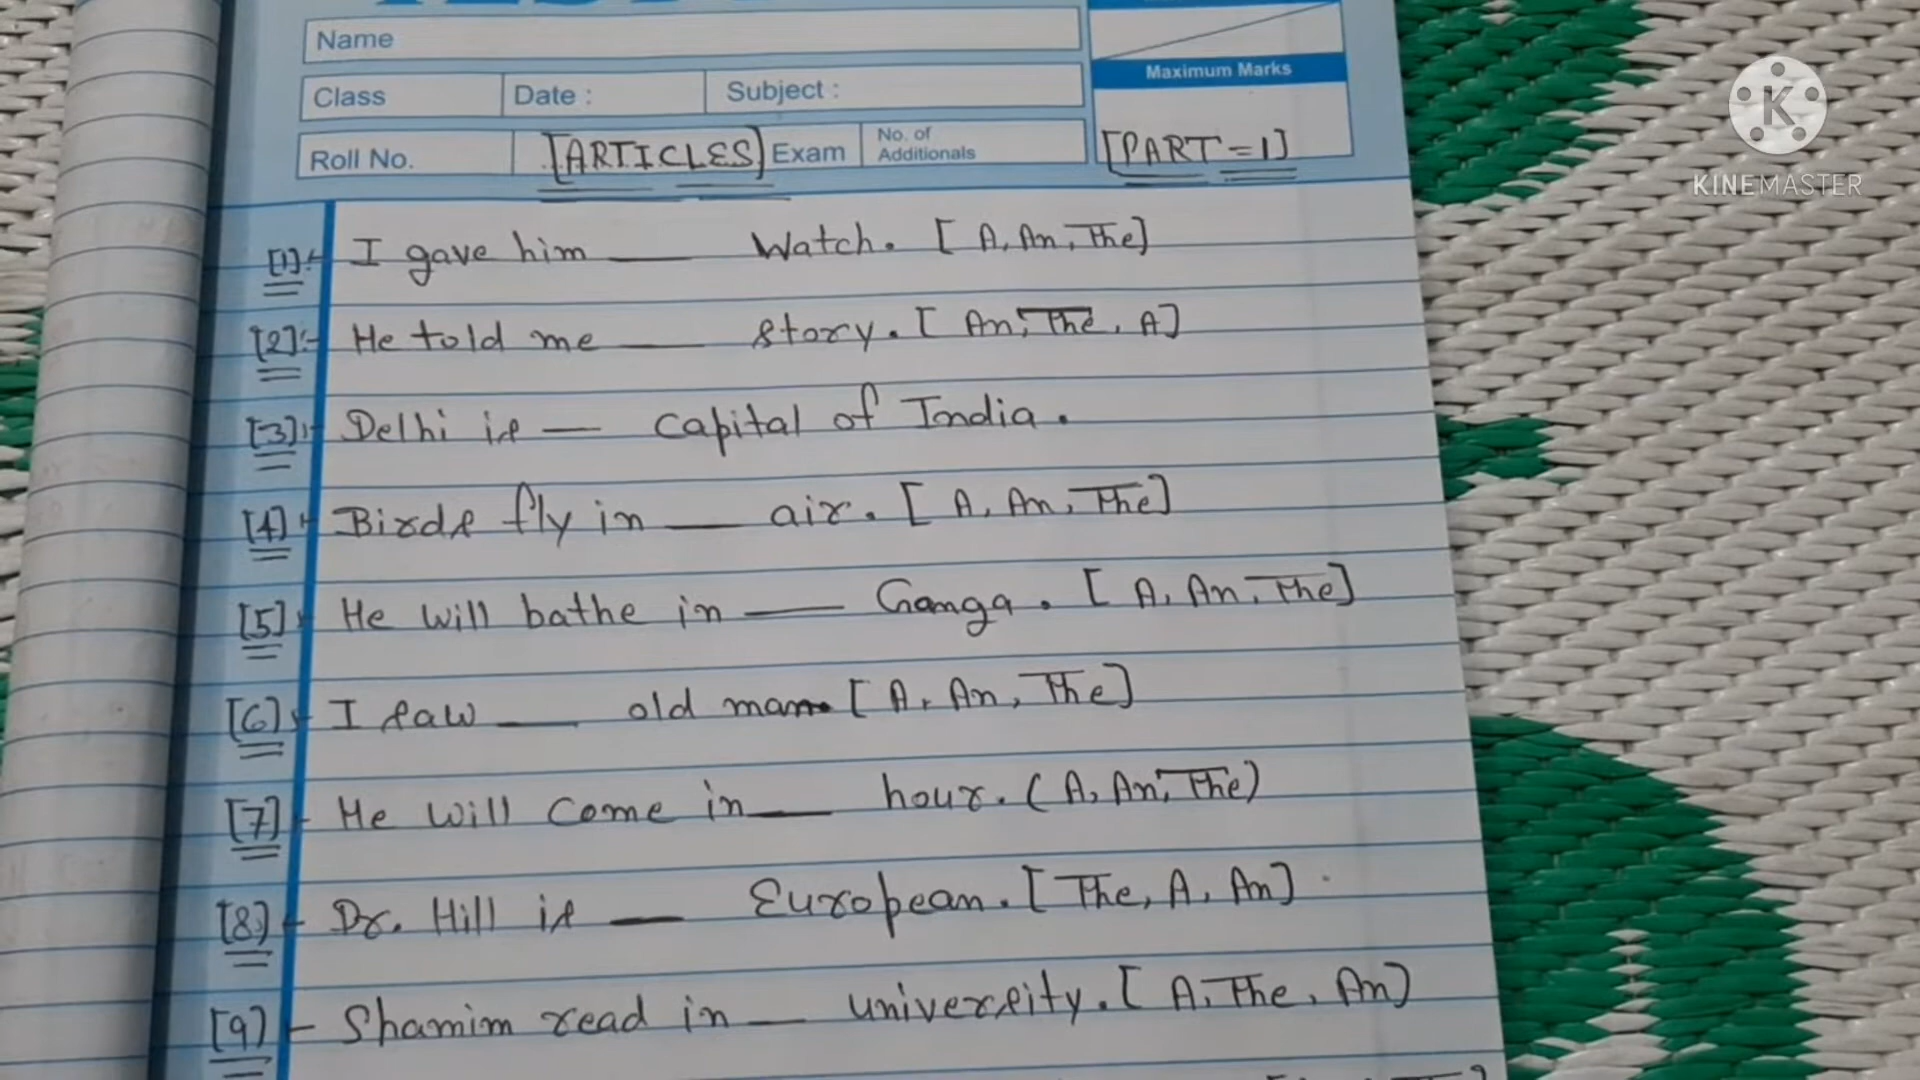 Name
Class Date : Subject :
Maximum Marks
Roll No. [ARTICLES] Exam No. of Additionals [PART-1]
KINEMASTER
[1]:- I gave him ___ Watch. [A, An, The]
[2]:- He told me ___ story. [An, The, A]
[3]:- Delhi is — capital of India.
[4]:- Birds fly in ___ air. [A, An, The]
[5]:- He will bathe in ___ Ganga. [A, An, The]
[6]:- I saw ___ old man. [A, An, The]
[7]:- He will come in ___ hour. (A, An, The)
[8]:- Dr. Hill is ___ European. [The, A, An]
[9]:- Shamim read in ___ university. [A, The, An)